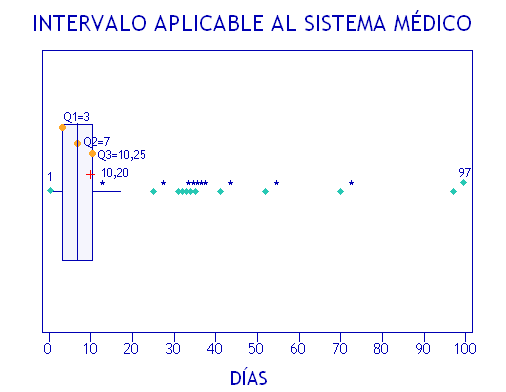 INTERVALO APLICABLE AL SISTEMA MÉDICO
Q1=3
Q2=7
Q3=10,25
1
10,20
97
* * ***** * * *
0 10 20 30 40 50 60 70 80 90 100
DÍAS